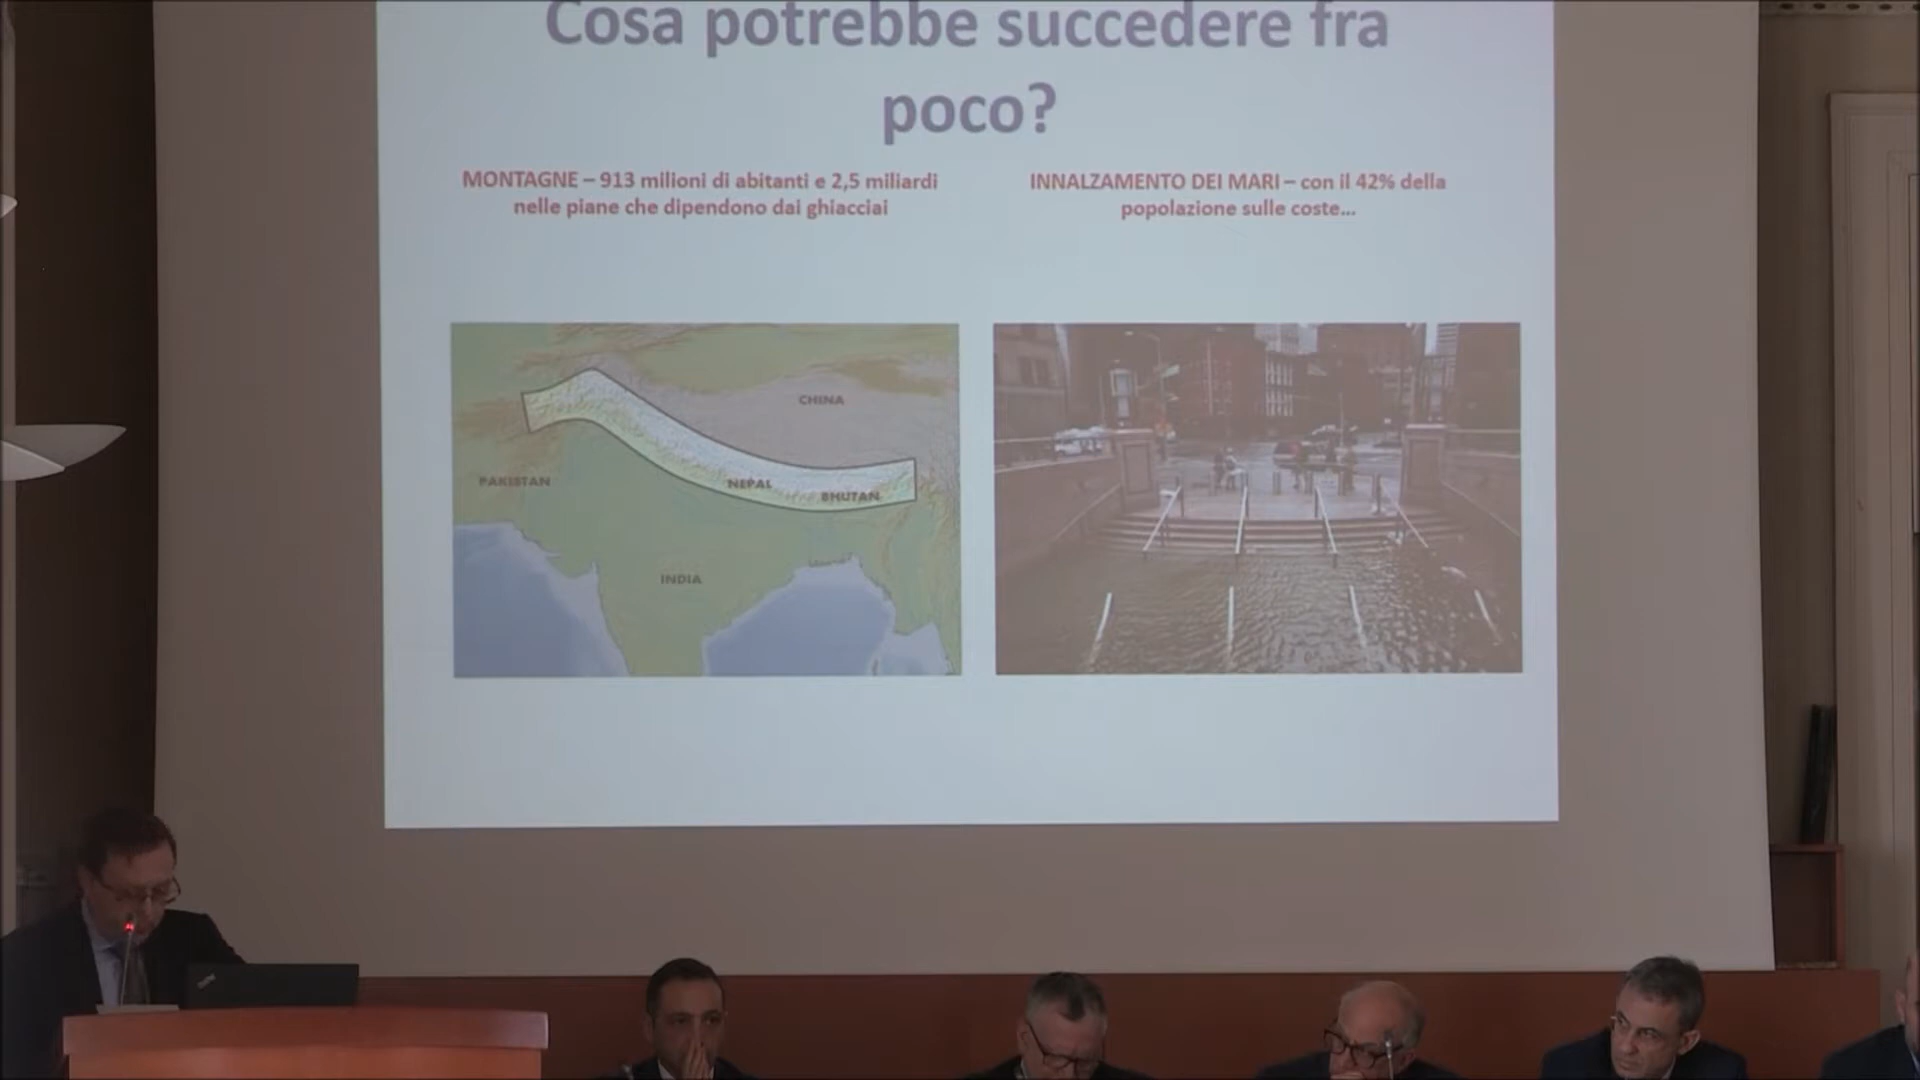 Cosa potrebbe succedere fra
poco?
MONTAGNE – 913 milioni di abitanti e 2,5 miliardi
nelle piane che dipendono dai ghiacciai
INNALZAMENTO DEI MARI – con il 42% della
popolazione sulle coste...
CHINA
PAKISTAN
NEPAL
BHUTAN
INDIA